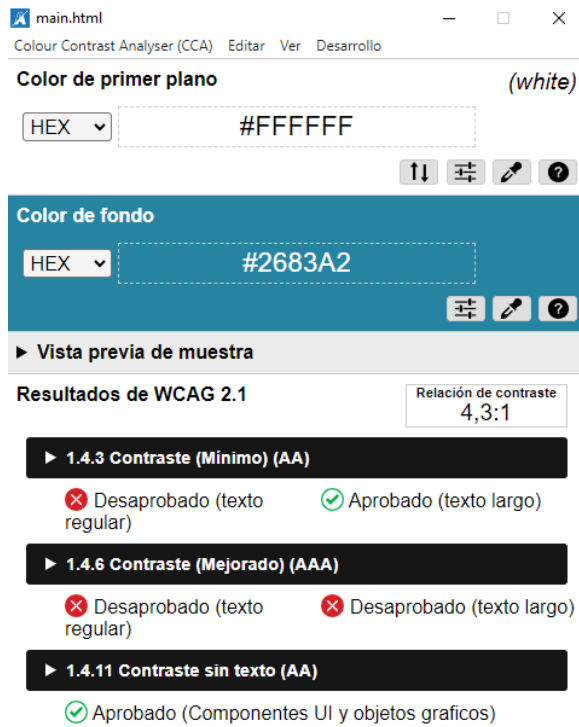 main.html
Colour Contrast Analyser (CCA) Editar Ver Desarrollo
Color de primer plano (white)
HEX #FFFFFF
Color de fondo
HEX #2683A2
Vista previa de muestra
Resultados de WCAG 2.1
Relación de contraste
4,3:1
1.4.3 Contraste (Mínimo) (AA)
Desaprobado (texto regular)
Aprobado (texto largo)
1.4.6 Contraste (Mejorado) (AAA)
Desaprobado (texto regular)
Desaprobado (texto largo)
1.4.11 Contraste sin texto (AA)
Aprobado (Componentes UI y objetos graficos)